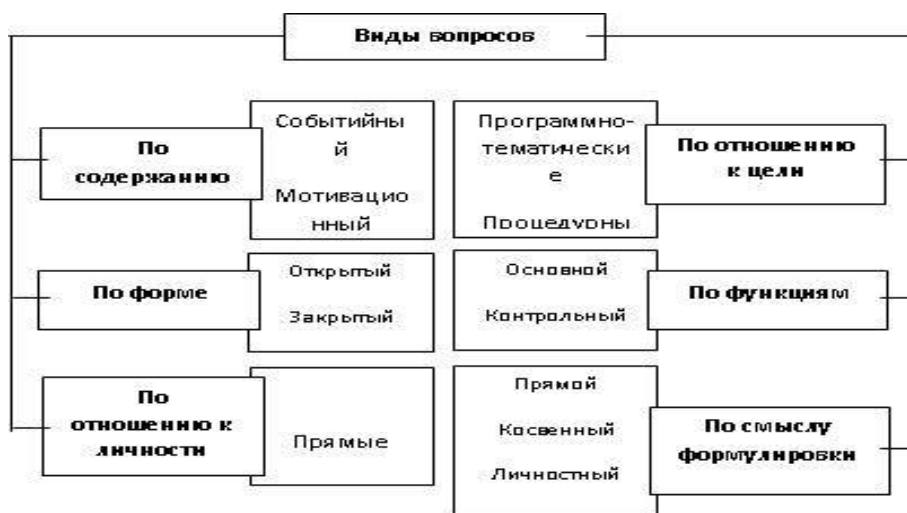 Виды вопросов
По
содержанию
Событийны
й
Мотивацио
нный
Программно-
тематически
е
Процедурны
По отношению
к цели
По форме
Открытый
Закрытый
Основной
Контрольный
По функциям
По
отношению к
личности
Прямые
Прямой
Косвенный
Личностный
По смыслу
формулировки